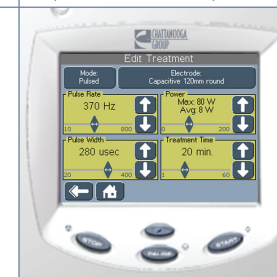 CHATTANOOGA
GROUP
Edit Treatment
Mode:
Pulsed
Electrode:
Capacitive 120mm round
Pulse Rate
370 Hz
10 800
Power
Max: 80 W
Avg: 8 W
0 200
Pulse Width
280 usec
20 400
Treatment Time
20 min.
1 60
STOP
PAUSE
START